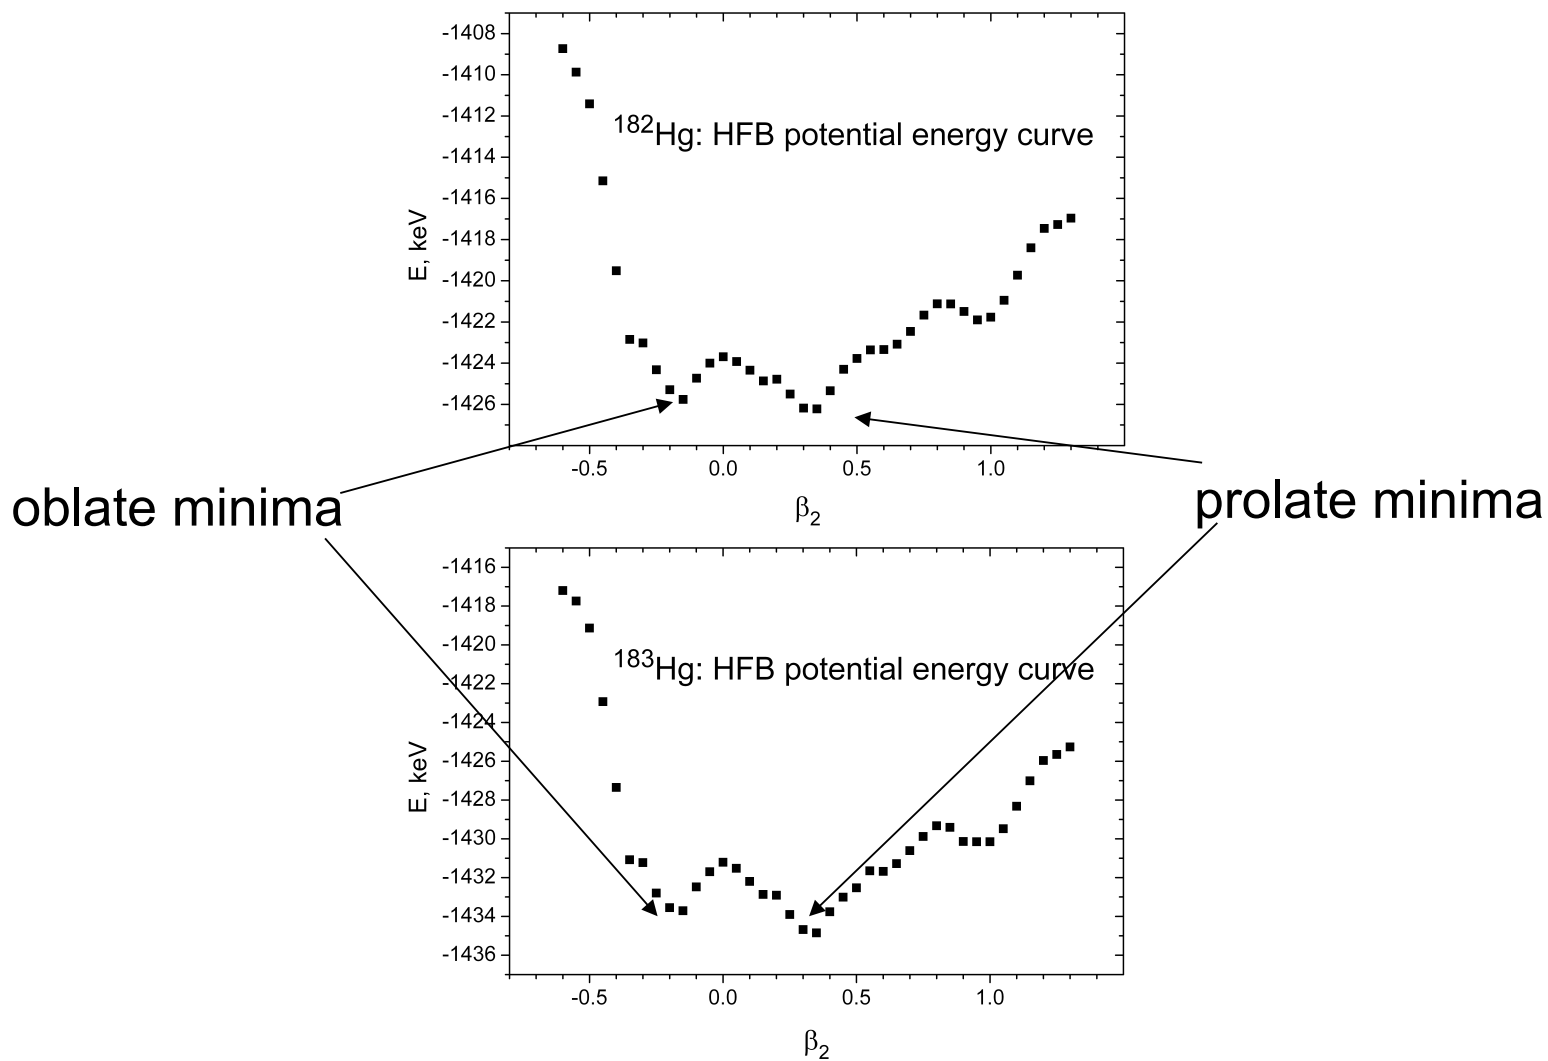 -1408
-1410
-1412
-1414
-1416
-1418
-1420
-1422
-1424
-1426
E, keV
¹⁸²Hg: HFB potential energy curve
-0.5 0.0 0.5 1.0
β₂
oblate minima
prolate minima
-1416
-1418
-1420
-1422
-1424
-1426
-1428
-1430
-1432
-1434
-1436
E, keV
¹⁸³Hg: HFB potential energy curve
-0.5 0.0 0.5 1.0
β₂